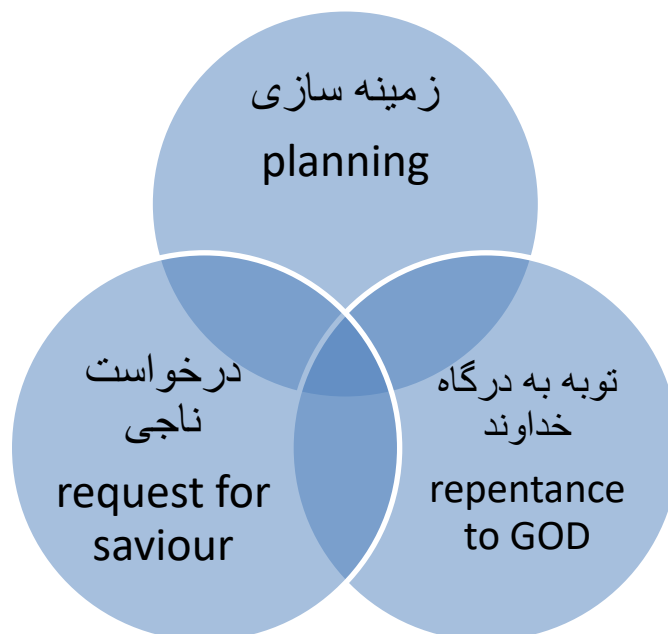 زمینه سازی
planning
درخواست
ناجی
request for
saviour
توبه به درگاه
خداوند
repentance
to GOD